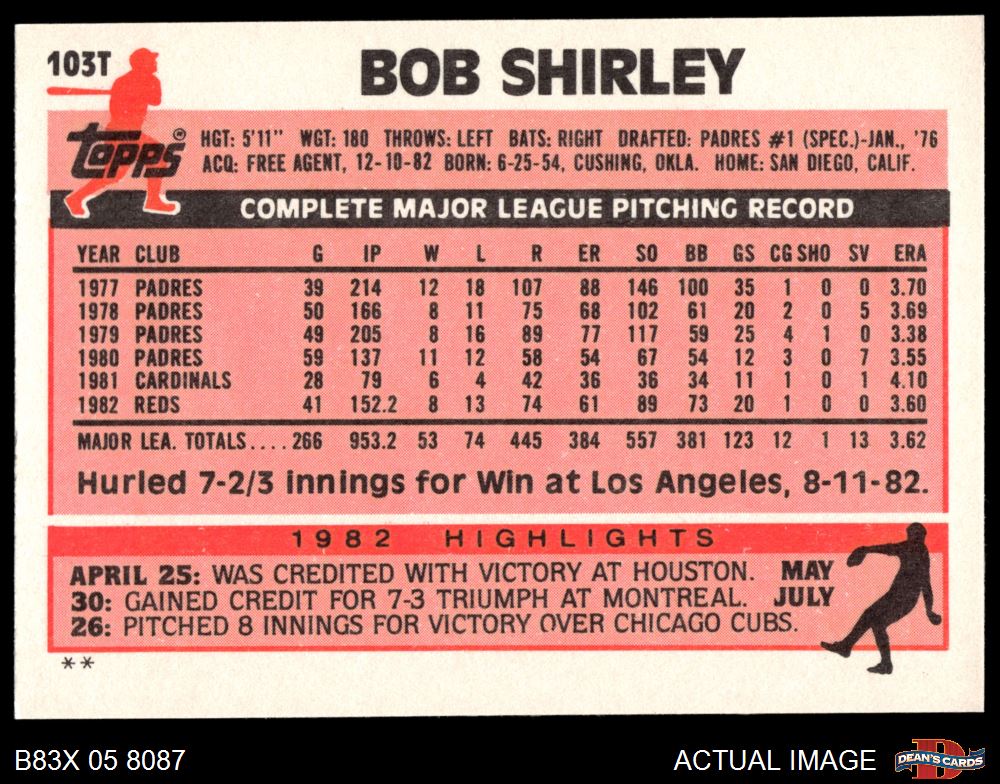 103T
BOB SHIRLEY
Topps®
HGT: 5'11" WGT: 180 THROWS: LEFT BATS: RIGHT DRAFTED: PADRES #1 (SPEC.)-JAN., '76
ACQ: FREE AGENT, 12-10-82 BORN: 6-25-54, CUSHING, OKLA. HOME: SAN DIEGO, CALIF.
COMPLETE MAJOR LEAGUE PITCHING RECORD
YEAR CLUB G IP W L R ER SO BB GS CG SHO SV ERA
1977 PADRES 39 214 12 18 107 88 146 100 35 1 0 0 3.70
1978 PADRES 50 166 8 11 75 68 102 61 20 2 0 5 3.69
1979 PADRES 49 205 8 16 89 77 117 59 25 4 1 0 3.38
1980 PADRES 59 137 11 12 58 54 67 54 12 3 0 7 3.55
1981 CARDINALS 28 79 6 4 42 36 36 34 11 1 0 1 4.10
1982 REDS 41 152.2 8 13 74 61 89 73 20 1 0 0 3.60
MAJOR LEA. TOTALS.... 266 953.2 53 74 445 384 557 381 123 12 1 13 3.62
Hurled 7-2/3 innings for Win at Los Angeles, 8-11-82.
1982 HIGHLIGHTS
APRIL 25: WAS CREDITED WITH VICTORY AT HOUSTON. MAY
30: GAINED CREDIT FOR 7-3 TRIUMPH AT MONTREAL. JULY
26: PITCHED 8 INNINGS FOR VICTORY OVER CHICAGO CUBS.
**
B83X 05 8087
ACTUAL IMAGE
D
DEAN'S CARDS